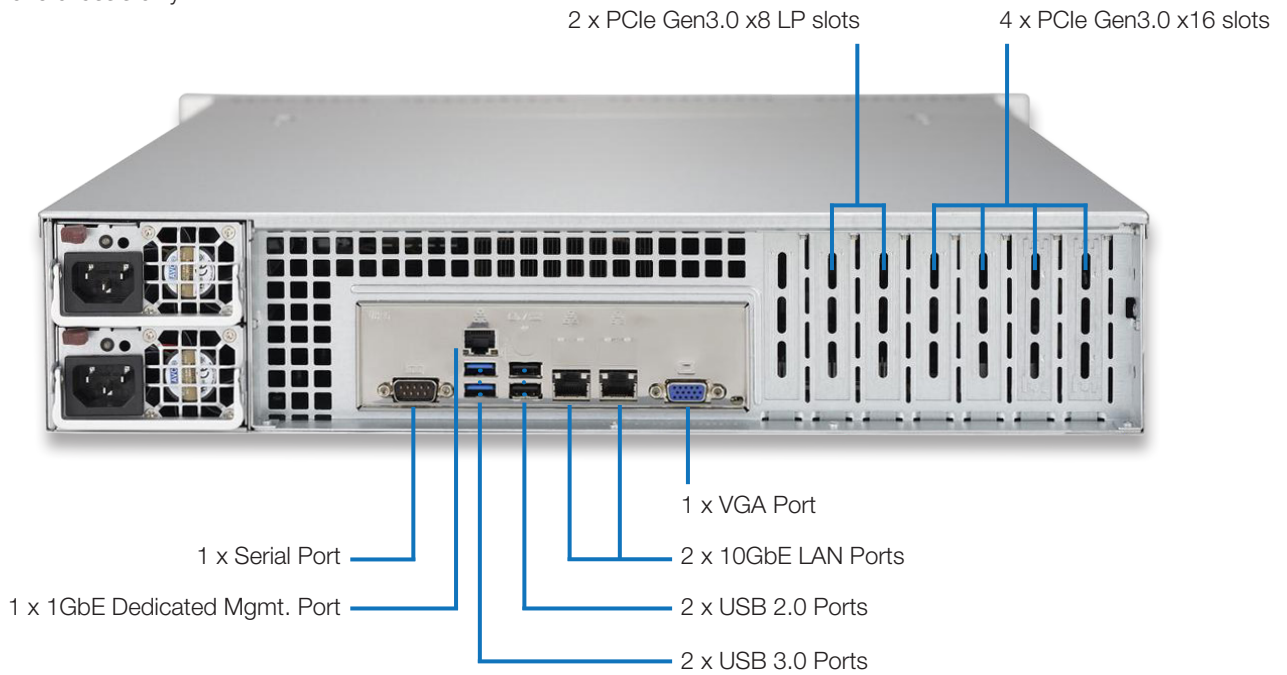 2 x PCIe Gen3.0 x8 LP slots
4 x PCIe Gen3.0 x16 slots
1 x VGA Port
1 x Serial Port
2 x 10GbE LAN Ports
1 x 1GbE Dedicated Mgmt. Port
2 x USB 2.0 Ports
2 x USB 3.0 Ports